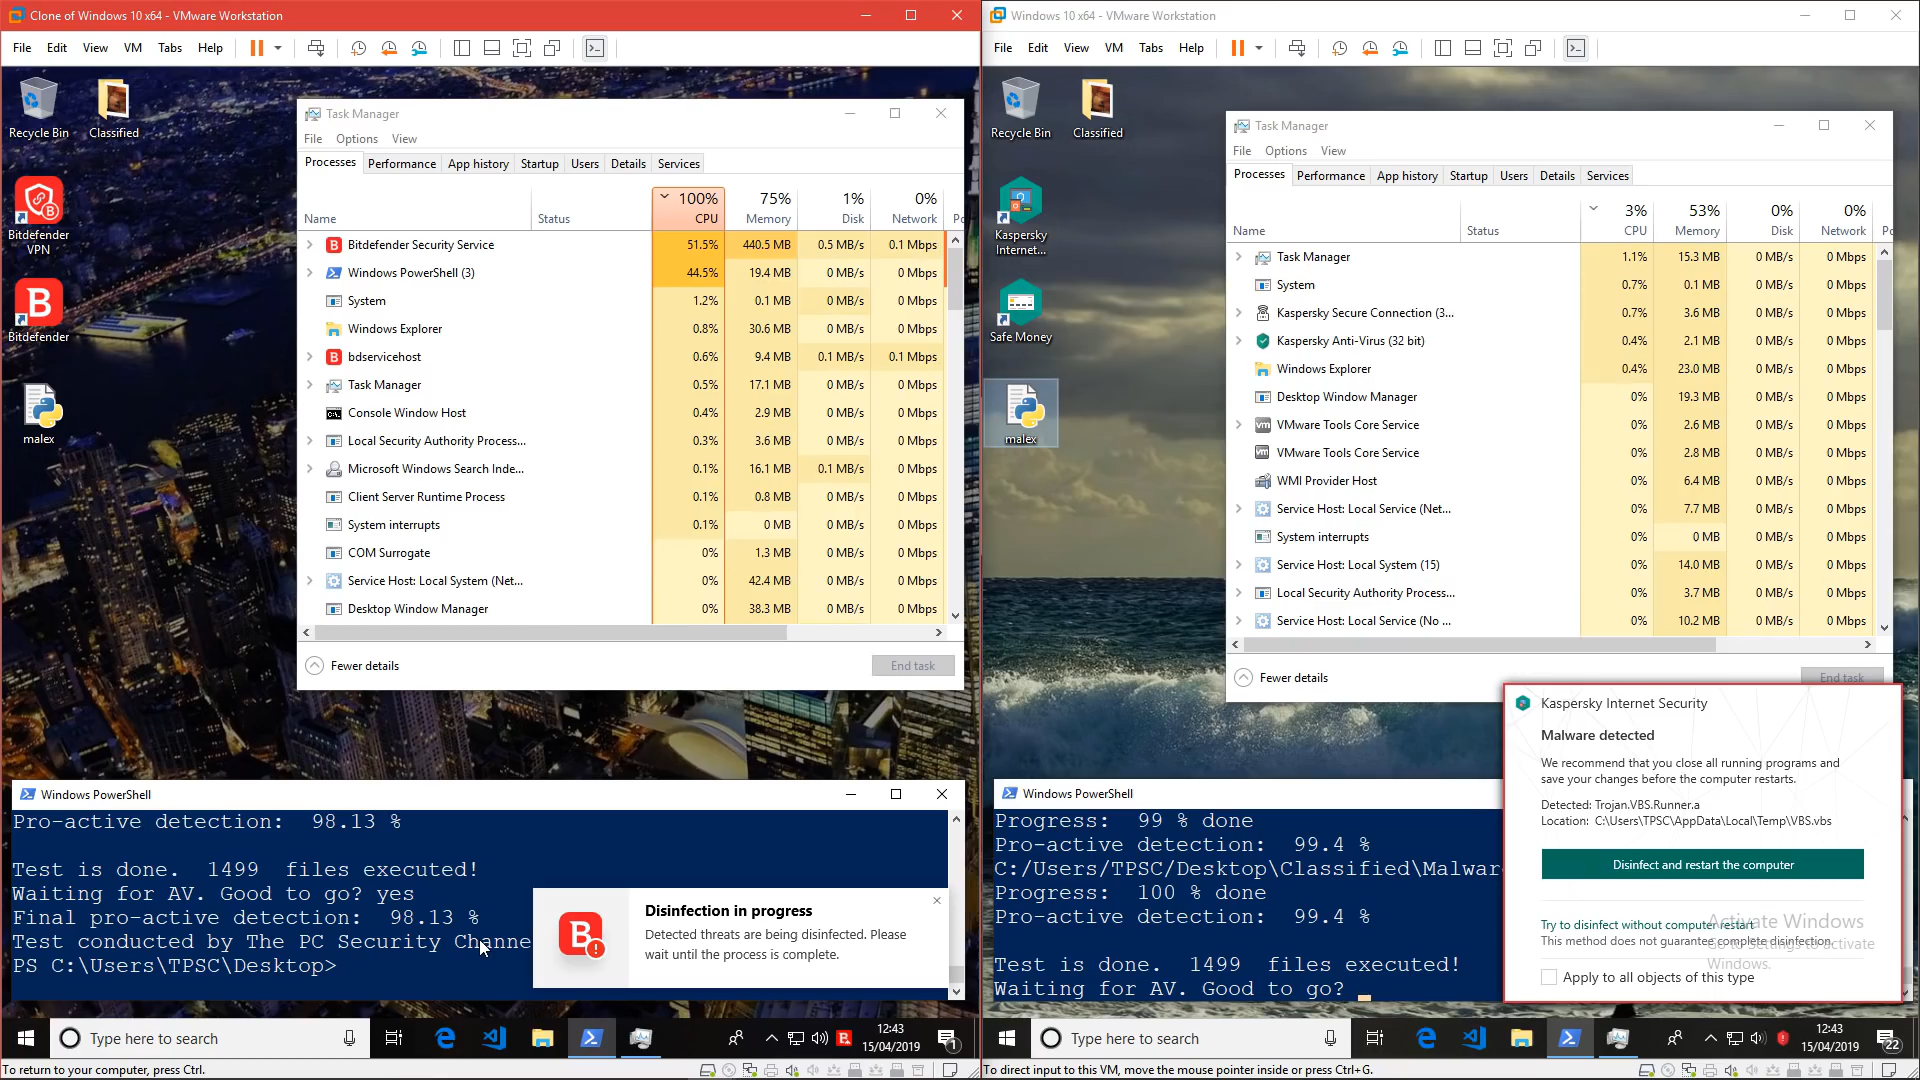 Clone of Windows 10 x64 - VMware Workstation
File Edit View VM Tabs Help
Recycle Bin
Classified
Bitdefender VPN
Bitdefender
malex
Task Manager
File Options View
Processes Performance App history Startup Users Details Services
100% 75% 1% 0%
Name Status CPU Memory Disk Network Po
Bitdefender Security Service 51.5% 440.5 MB 0.5 MB/s 0.1 Mbps
Windows PowerShell (3) 44.5% 19.4 MB 0 MB/s 0 Mbps
System 1.2% 0.1 MB 0 MB/s 0 Mbps
Windows Explorer 0.8% 30.6 MB 0 MB/s 0 Mbps
bdservicehost 0.6% 9.4 MB 0.1 MB/s 0.1 Mbps
Task Manager 0.5% 17.1 MB 0 MB/s 0 Mbps
Console Window Host 0.4% 2.9 MB 0 MB/s 0 Mbps
Local Security Authority Process... 0.3% 3.6 MB 0 MB/s 0 Mbps
Microsoft Windows Search Inde... 0.1% 16.1 MB 0.1 MB/s 0 Mbps
Client Server Runtime Process 0.1% 0.8 MB 0 MB/s 0 Mbps
System interrupts 0.1% 0 MB 0 MB/s 0 Mbps
COM Surrogate 0% 1.3 MB 0 MB/s 0 Mbps
Service Host: Local System (Net... 0% 42.4 MB 0 MB/s 0 Mbps
Desktop Window Manager 0% 38.3 MB 0 MB/s 0 Mbps
Fewer details End task
Windows PowerShell
Pro-active detection: 98.13 %
Test is done. 1499 files executed!
Waiting for AV. Good to go? yes
Final pro-active detection: 98.13 %
Test conducted by The PC Security Channe
PS C:\Users\TPSC\Desktop>
B
Disinfection in progress
Detected threats are being disinfected. Please
wait until the process is complete.
Type here to search
12:43
15/04/2019
1
To return to your computer, press Ctrl.
Windows 10 x64 - VMware Workstation
File Edit View VM Tabs Help
Recycle Bin
Classified
Kaspersky Internet...
Safe Money
malex
Task Manager
File Options View
Processes Performance App history Startup Users Details Services
3% 53% 0% 0%
Name Status CPU Memory Disk Network Pc
Task Manager 1.1% 15.3 MB 0 MB/s 0 Mbps
System 0.7% 0.1 MB 0 MB/s 0 Mbps
Kaspersky Secure Connection (3... 0.7% 3.6 MB 0 MB/s 0 Mbps
Kaspersky Anti-Virus (32 bit) 0.4% 2.1 MB 0 MB/s 0 Mbps
Windows Explorer 0.4% 23.0 MB 0 MB/s 0 Mbps
Desktop Window Manager 0% 19.3 MB 0 MB/s 0 Mbps
VMware Tools Core Service 0% 2.6 MB 0 MB/s 0 Mbps
VMware Tools Core Service 0% 2.8 MB 0 MB/s 0 Mbps
WMI Provider Host 0% 6.4 MB 0 MB/s 0 Mbps
Service Host: Local Service (Net... 0% 7.7 MB 0 MB/s 0 Mbps
System interrupts 0% 0 MB 0 MB/s 0 Mbps
Service Host: Local System (15) 0% 14.0 MB 0 MB/s 0 Mbps
Local Security Authority Process... 0% 3.7 MB 0 MB/s 0 Mbps
Service Host: Local Service (No ... 0% 10.2 MB 0 MB/s 0 Mbps
Fewer details End task
Windows PowerShell
Progress: 99 % done
Pro-active detection: 99.4 %
C:/Users/TPSC/Desktop\Classified\Malwar
Progress: 100 % done
Pro-active detection: 99.4 %
Test is done. 1499 files executed!
Waiting for AV. Good to go?
Kaspersky Internet Security
Malware detected
We recommend that you close all running programs and
save your changes before the computer restarts.
Detected: Trojan.VBS.Runner.a
Location: C:\Users\TPSC\AppData\Local\Temp\VBS.vbs
Disinfect and restart the computer
Try to disinfect without computer restart
This method does not guarantee complete disinfection.
Apply to all objects of this type
Activate Windows
Go to Settings to activate
Windows.
Type here to search
12:43
15/04/2019
22
To direct input to this VM, move the mouse pointer inside or press Ctrl+G.